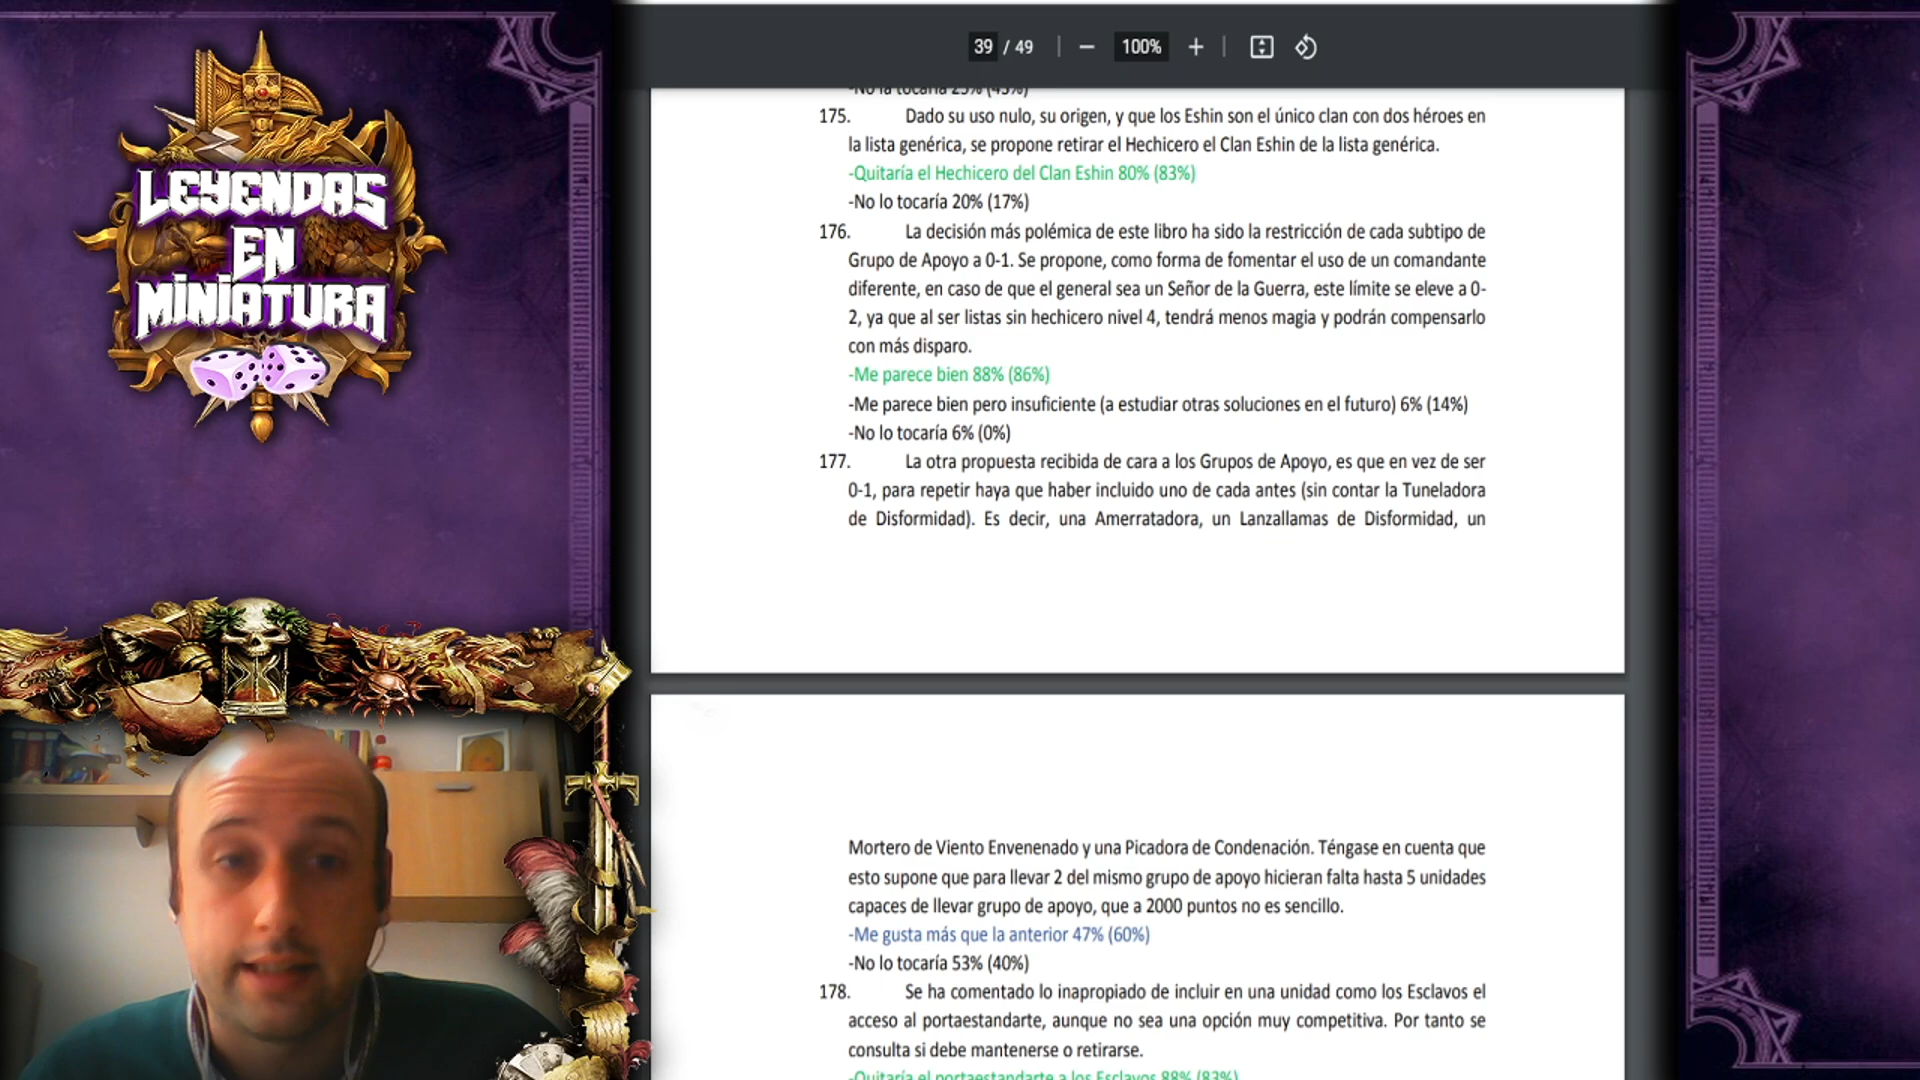 LEYENDAS
EN
MINIATURA
39 / 49
100%
-No la tocaría 25% (43%)
175. Dado su uso nulo, su origen, y que los Eshin son el único clan con dos héroes en
la lista genérica, se propone retirar el Hechicero el Clan Eshin de la lista genérica.
-Quitaría el Hechicero del Clan Eshin 80% (83%)
-No lo tocaría 20% (17%)
176. La decisión más polémica de este libro ha sido la restricción de cada subtipo de
Grupo de Apoyo a 0-1. Se propone, como forma de fomentar el uso de un comandante
diferente, en caso de que el general sea un Señor de la Guerra, este límite se eleve a 0-
2, ya que al ser listas sin hechicero nivel 4, tendrá menos magia y podrán compensarlo
con más disparo.
-Me parece bien 88% (86%)
-Me parece bien pero insuficiente (a estudiar otras soluciones en el futuro) 6% (14%)
-No lo tocaría 6% (0%)
177. La otra propuesta recibida de cara a los Grupos de Apoyo, es que en vez de ser
0-1, para repetir haya que haber incluido uno de cada antes (sin contar la Tuneladora
de Disformidad). Es decir, una Amerratadora, un Lanzallamas de Disformidad, un
Mortero de Viento Envenenado y una Picadora de Condenación. Téngase en cuenta que
esto supone que para llevar 2 del mismo grupo de apoyo hicieran falta hasta 5 unidades
capaces de llevar grupo de apoyo, que a 2000 puntos no es sencillo.
-Me gusta más que la anterior 47% (60%)
-No lo tocaría 53% (40%)
178. Se ha comentado lo inapropiado de incluir en una unidad como los Esclavos el
acceso al portaestandarte, aunque no sea una opción muy competitiva. Por tanto se
consulta si debe mantenerse o retirarse.
-Quitaría el portaestandarte a los Esclavos 88% (83%)